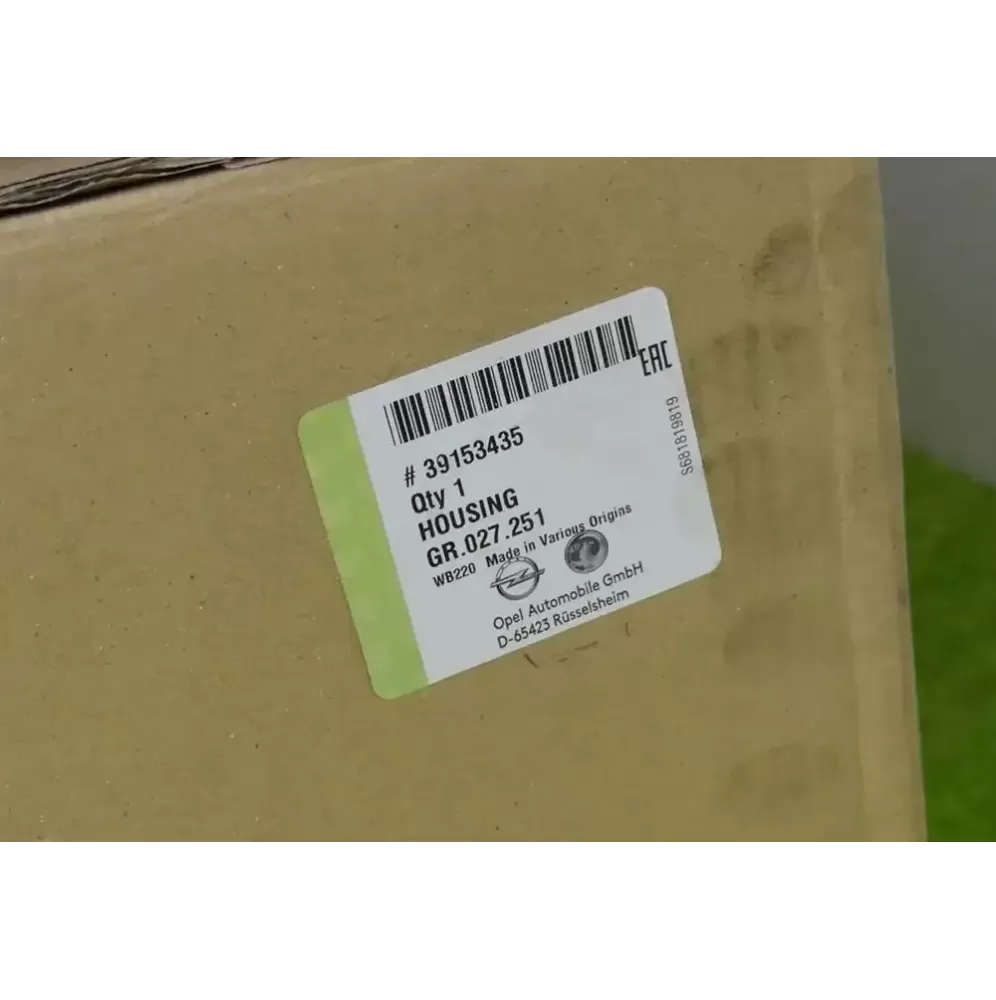 EAC
# 39153435
Qty 1
HOUSING
GR.027.251
WB220 Made in Various Origins
Opel Automobile GmbH
D-65423 Rüsselsheim
S681819819